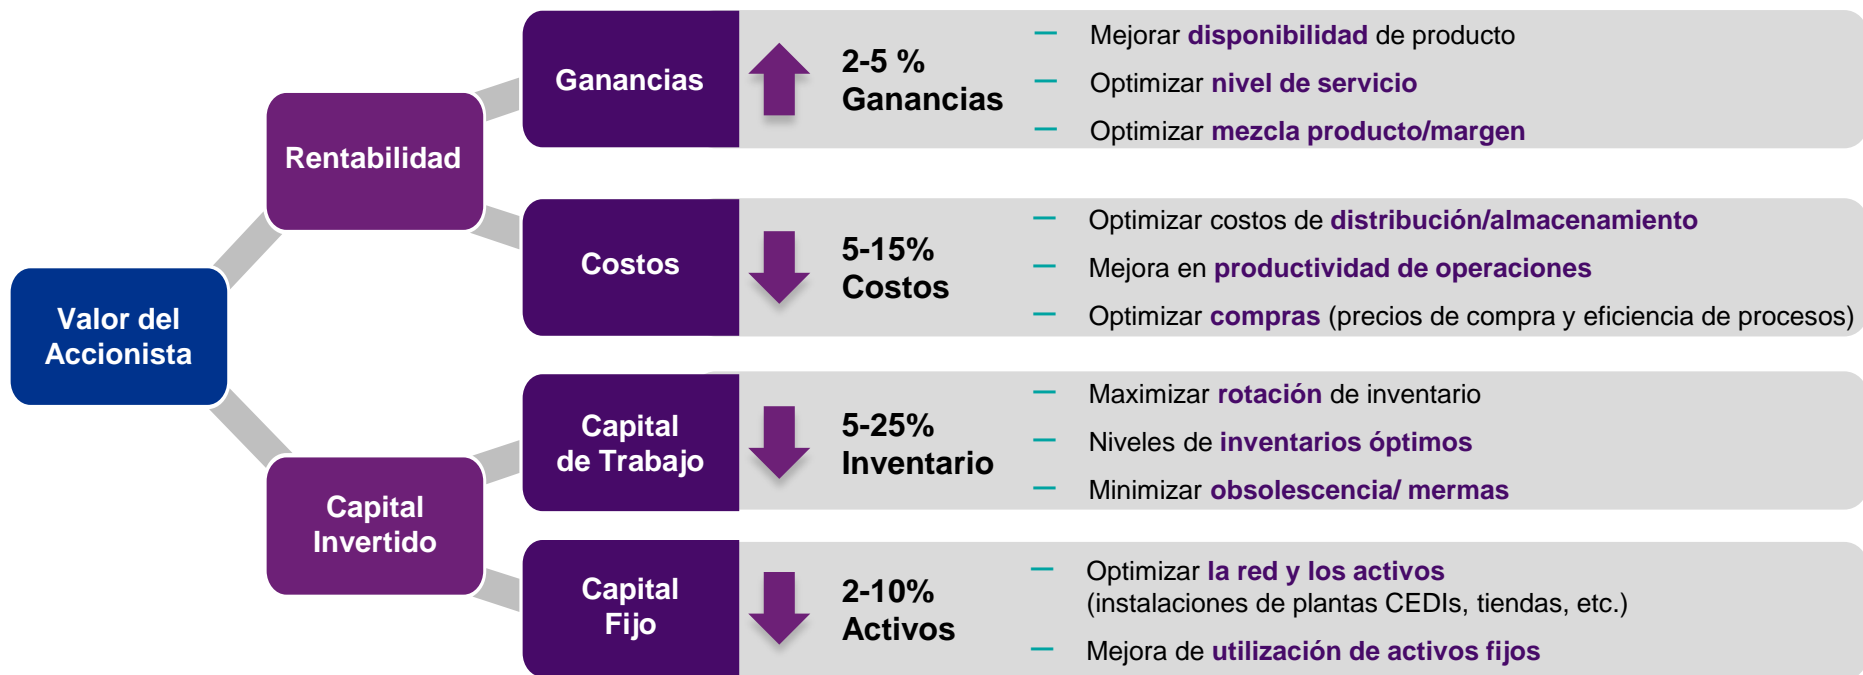 Valor del
Accionista
Rentabilidad
Ganancias
2-5 %
Ganancias
Mejorar disponibilidad de producto
Optimizar nivel de servicio
Optimizar mezcla producto/margen
Costos
5-15%
Costos
Optimizar costos de distribución/almacenamiento
Mejora en productividad de operaciones
Optimizar compras (precios de compra y eficiencia de procesos)
Capital
Invertido
Capital
de Trabajo
5-25%
Inventario
Maximizar rotación de inventario
Niveles de inventarios óptimos
Minimizar obsolescencia/ mermas
Capital
Fijo
2-10%
Activos
Optimizar la red y los activos
(instalaciones de plantas CEDIs, tiendas, etc.)
Mejora de utilización de activos fijos